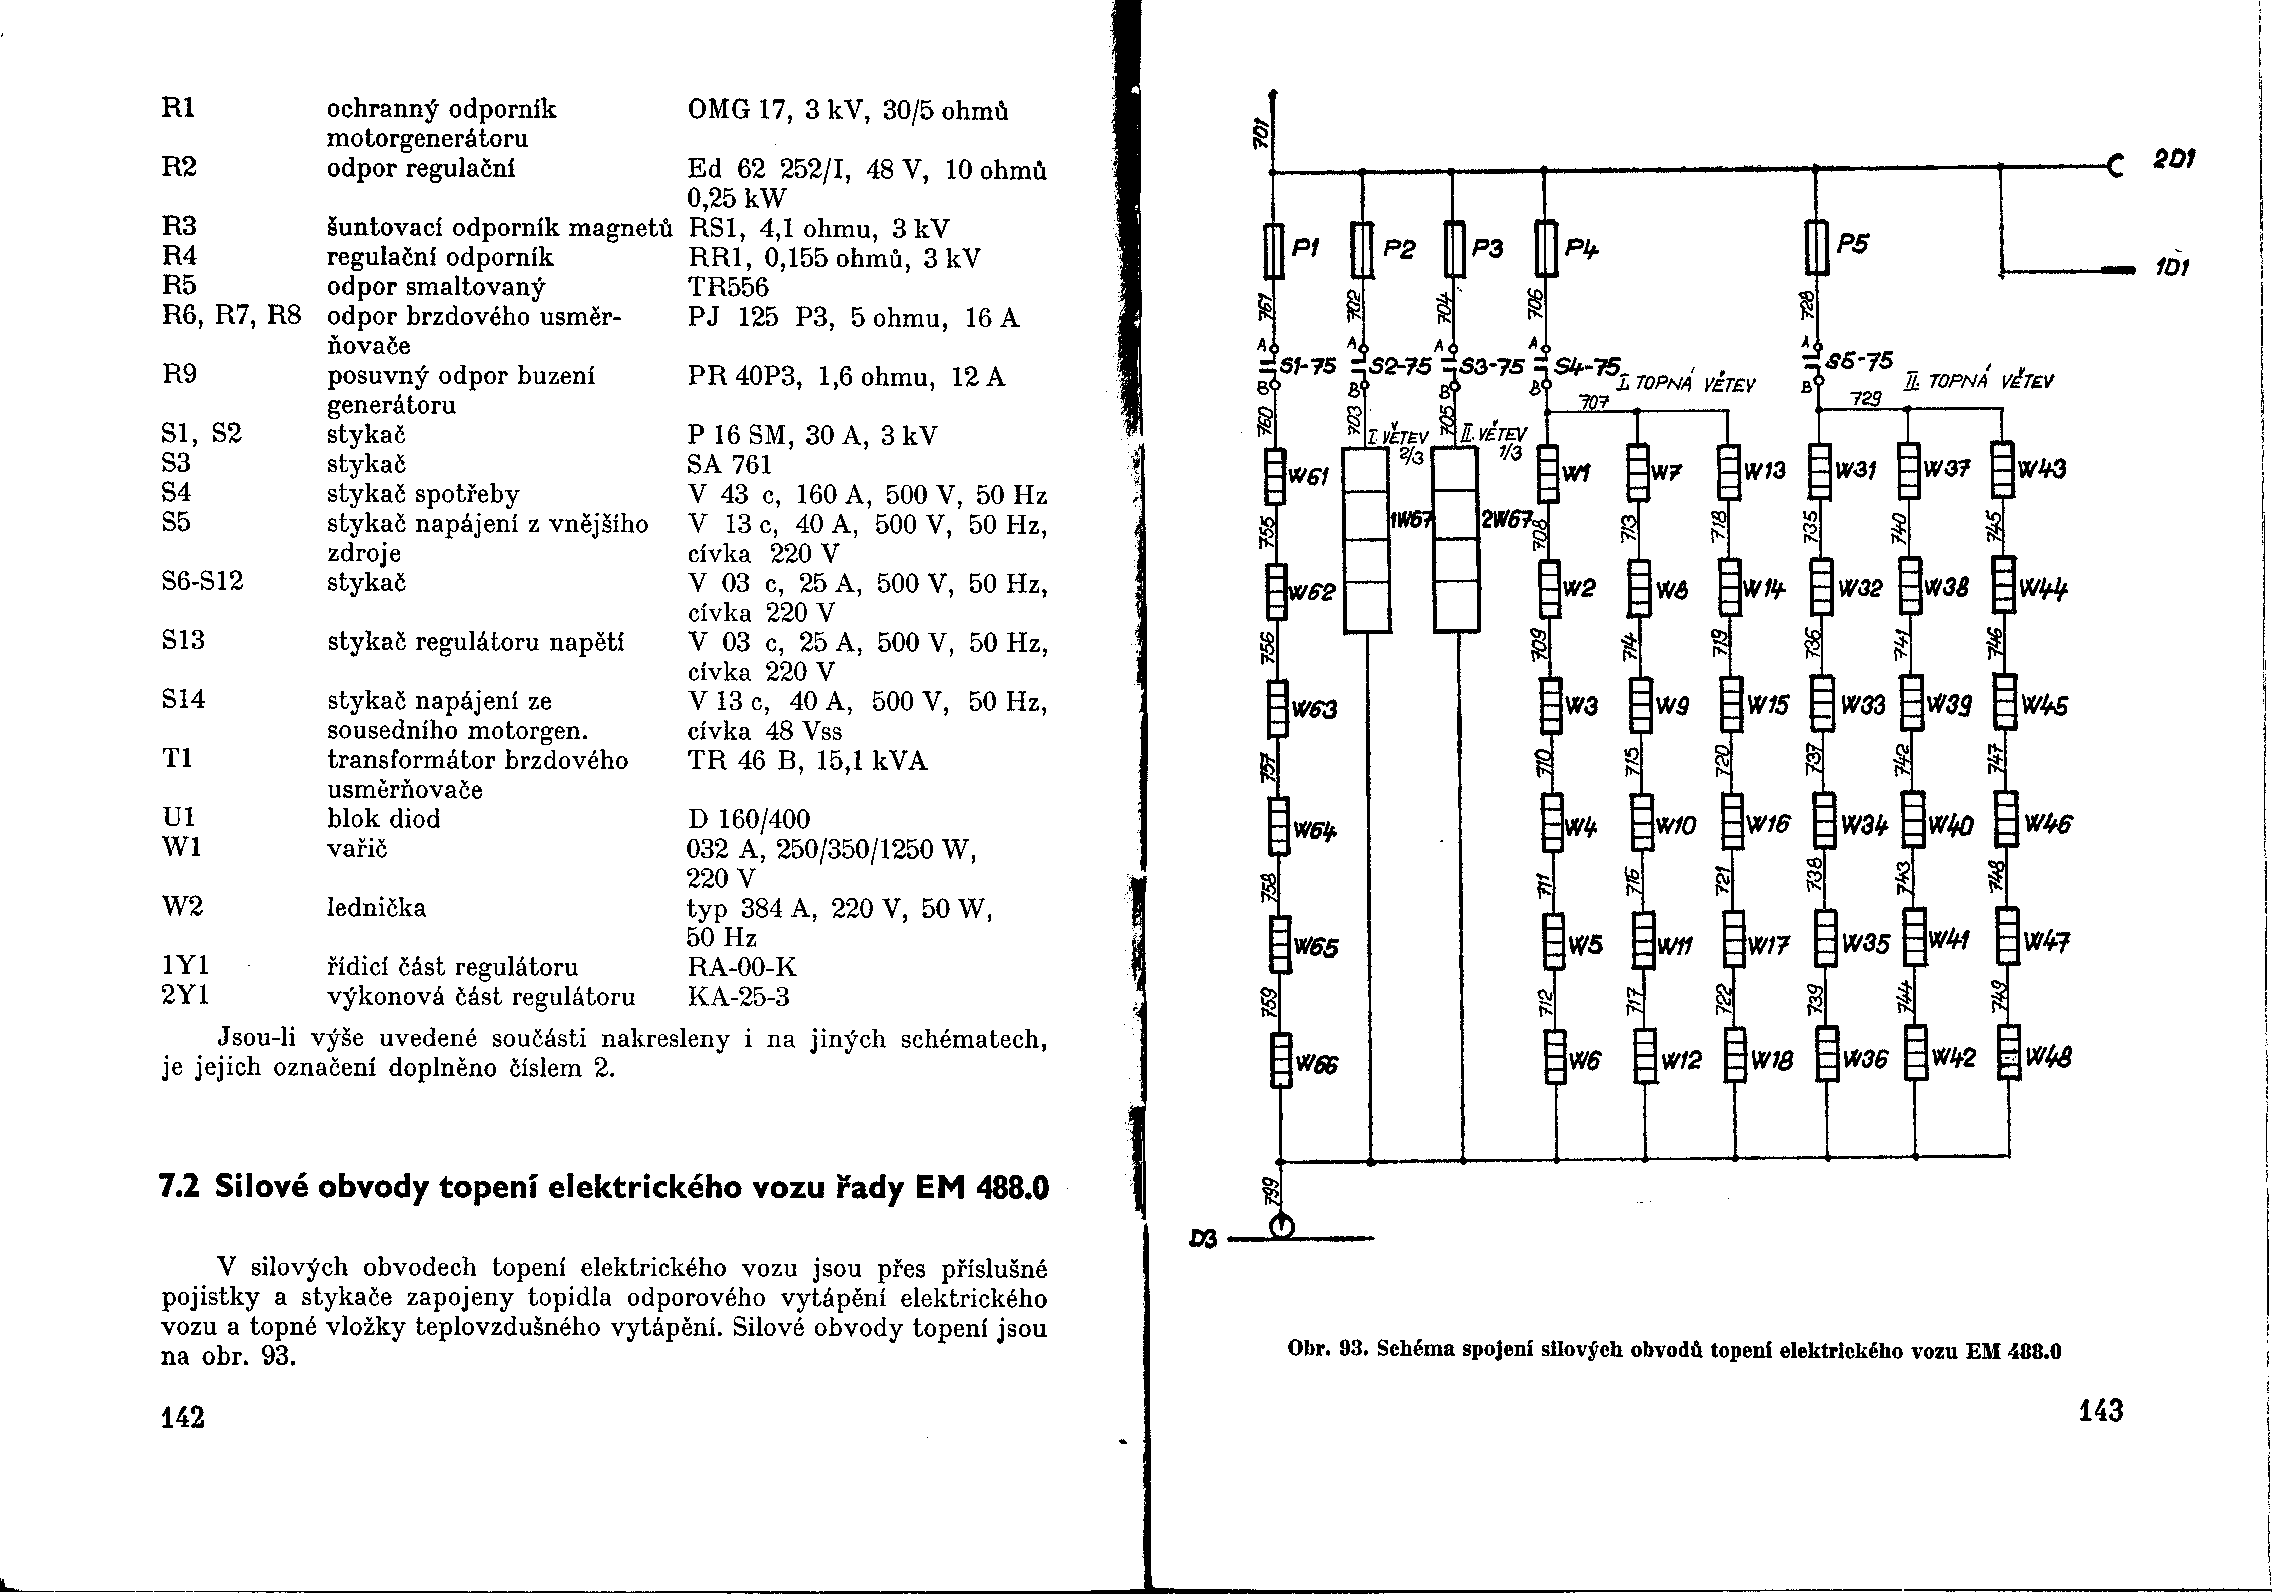 R1 ochranný odporník OMG 17, 3 kV, 30/5 ohmů
motorgenerátoru
R2 odpor regulační Ed 62 252/I, 48 V, 10 ohmů
0,25 kW
R3 šuntovací odporník magnetů RS1, 4,1 ohmu, 3 kV
R4 regulační odporník RR1, 0,155 ohmů, 3 kV
R5 odpor smaltovaný TR556
R6, R7, R8 odpor brzdového usměr- PJ 125 P3, 5 ohmu, 16 A
ňovače
R9 posuvný odpor buzení PR 40P3, 1,6 ohmu, 12 A
generátoru
S1, S2 stykač P 16 SM, 30 A, 3 kV
S3 stykač SA 761
S4 stykač spotřeby V 43 c, 160 A, 500 V, 50 Hz
S5 stykač napájení z vnějšího V 13 c, 40 A, 500 V, 50 Hz,
zdroje cívka 220 V
S6-S12 stykač V 03 c, 25 A, 500 V, 50 Hz,
cívka 220 V
S13 stykač regulátoru napětí V 03 c, 25 A, 500 V, 50 Hz,
cívka 220 V
S14 stykač napájení ze V 13 c, 40 A, 500 V, 50 Hz,
sousedního motorgen. cívka 48 Vss
T1 transformátor brzdového TR 46 B, 15,1 kVA
usměrňovače
U1 blok diod D 160/400
W1 vařič 032 A, 250/350/1250 W,
220 V
W2 lednička typ 384 A, 220 V, 50 W,
50 Hz
1Y1 řídicí část regulátoru RA-00-K
2Y1 výkonová část regulátoru KA-25-3
Jsou-li výše uvedené součásti nakresleny i na jiných schématech,
je jejich označení doplněno číslem 2.
7.2 Silové obvody topení elektrického vozu řady EM 488.0
V silových obvodech topení elektrického vozu jsou přes příslušné
pojistky a stykače zapojeny topidla odporového vytápění elektrického
vozu a topné vložky teplovzdušného vytápění. Silové obvody topení jsou
na obr. 93.
142
701
2D1
1D1
P1 P2 P3 P4 P5
761 702 704 706 728
A A A A A
S1-75 S2-75 S3-75 S4-75 S5-75
B B B B B
I. TOPNÁ VĚTEV II. TOPNÁ VĚTEV
760 703 705 707 729
I. VĚTEV 2/3 II. VĚTEV 1/3
W61 W1 W7 W13 W31 W37 W43
1W67 2W67
755 708 713 718 735 740 745
W62 W2 W8 W14 W32 W38 W44
756 709 714 719 736 741 746
W63 W3 W9 W15 W33 W39 W45
757 710 715 720 737 742 747
W64 W4 W10 W16 W34 W40 W46
758 711 716 721 738 743 748
W65 W5 W11 W17 W35 W41 W47
759 712 717 722 739 744 749
W66 W6 W12 W18 W36 W42 W48
799
D3
Obr. 93. Schéma spojení silových obvodů topení elektrického vozu EM 488.0
143